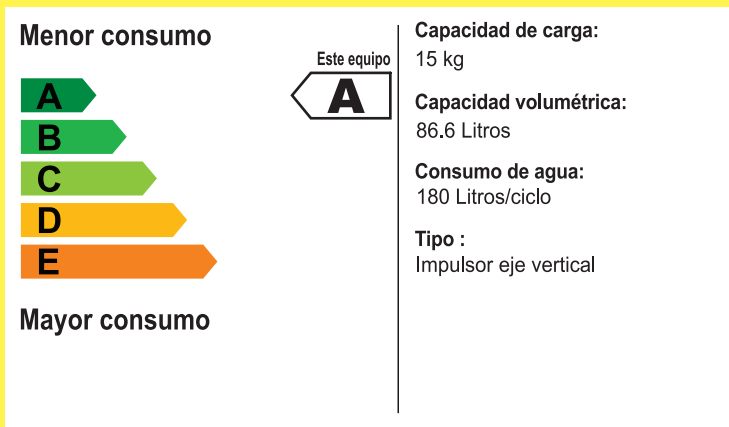 Menor consumo
Este equipo
A
A
B
C
D
E
Mayor consumo
Capacidad de carga:
15 kg
Capacidad volumétrica:
86.6 Litros
Consumo de agua:
180 Litros/ciclo
Tipo :
Impulsor eje vertical